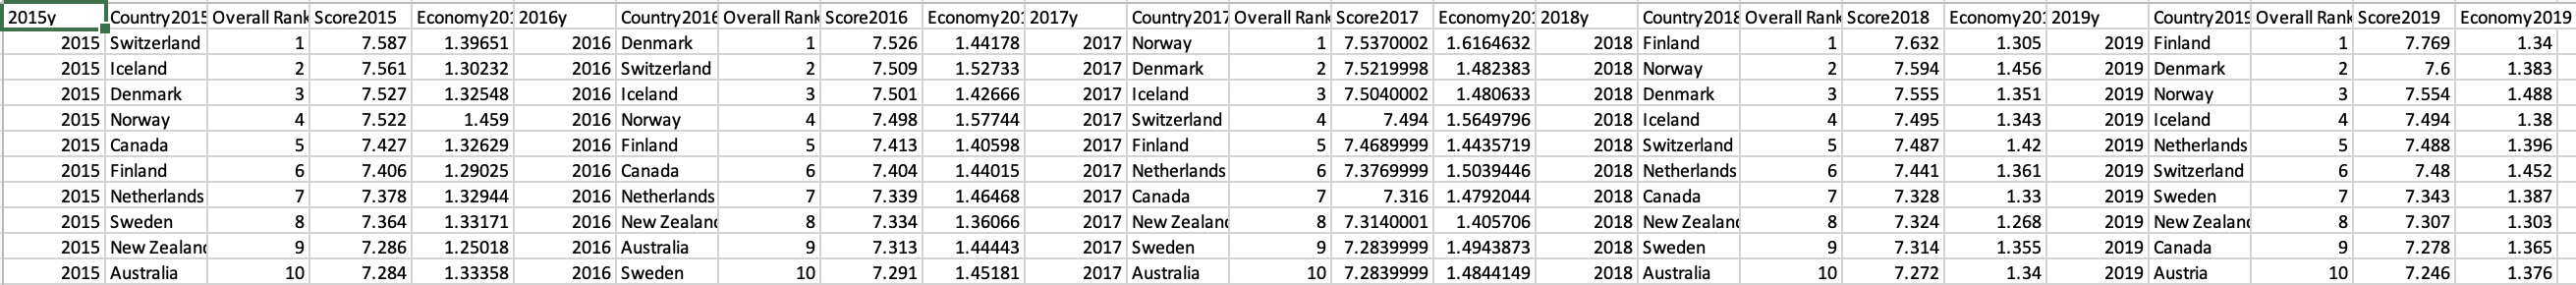 2015y Country2015 Overall Rank Score2015 Economy201 2016y Country2016 Overall Rank Score2016 Economy201 2017y Country2017 Overall Rank Score2017 Economy201 2018y Country2018 Overall Rank Score2018 Economy201 2019y Country2019 Overall Rank Score2019 Economy2019
2015 Switzerland 1 7.587 1.39651 2016 Denmark 1 7.526 1.44178 2017 Norway 1 7.5370002 1.6164632 2018 Finland 1 7.632 1.305 2019 Finland 1 7.769 1.34
2015 Iceland 2 7.561 1.30232 2016 Switzerland 2 7.509 1.52733 2017 Denmark 2 7.5219998 1.482383 2018 Norway 2 7.594 1.456 2019 Denmark 2 7.6 1.383
2015 Denmark 3 7.527 1.32548 2016 Iceland 3 7.501 1.42666 2017 Iceland 3 7.5040002 1.480633 2018 Denmark 3 7.555 1.351 2019 Norway 3 7.554 1.488
2015 Norway 4 7.522 1.459 2016 Norway 4 7.498 1.57744 2017 Switzerland 4 7.494 1.5649796 2018 Iceland 4 7.495 1.343 2019 Iceland 4 7.494 1.38
2015 Canada 5 7.427 1.32629 2016 Finland 5 7.413 1.40598 2017 Finland 5 7.4689999 1.4435719 2018 Switzerland 5 7.487 1.42 2019 Netherlands 5 7.488 1.396
2015 Finland 6 7.406 1.29025 2016 Canada 6 7.404 1.44015 2017 Netherlands 6 7.3769999 1.5039446 2018 Netherlands 6 7.441 1.361 2019 Switzerland 6 7.48 1.452
2015 Netherlands 7 7.378 1.32944 2016 Netherlands 7 7.339 1.46468 2017 Canada 7 7.316 1.4792044 2018 Canada 7 7.328 1.33 2019 Sweden 7 7.343 1.387
2015 Sweden 8 7.364 1.33171 2016 New Zealand 8 7.334 1.36066 2017 New Zealand 8 7.3140001 1.405706 2018 New Zealand 8 7.324 1.268 2019 New Zealand 8 7.307 1.303
2015 New Zealand 9 7.286 1.25018 2016 Australia 9 7.313 1.44443 2017 Sweden 9 7.2839999 1.4943873 2018 Sweden 9 7.314 1.355 2019 Canada 9 7.278 1.365
2015 Australia 10 7.284 1.33358 2016 Sweden 10 7.291 1.45181 2017 Australia 10 7.2839999 1.4844149 2018 Australia 10 7.272 1.34 2019 Austria 10 7.246 1.376